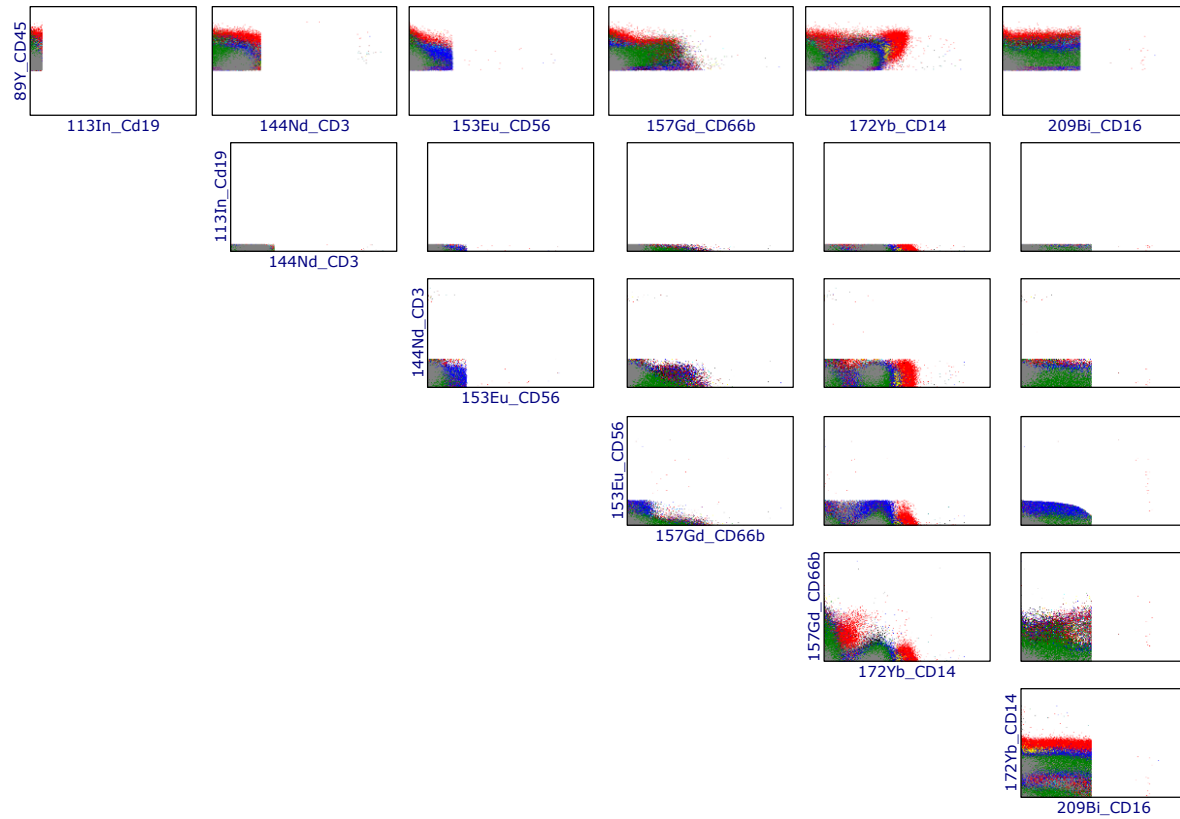 89Y_CD45
113In_Cd19
144Nd_CD3
153Eu_CD56
157Gd_CD66b
172Yb_CD14
209Bi_CD16
113In_Cd19
144Nd_CD3
144Nd_CD3
153Eu_CD56
153Eu_CD56
157Gd_CD66b
157Gd_CD66b
172Yb_CD14
172Yb_CD14
209Bi_CD16